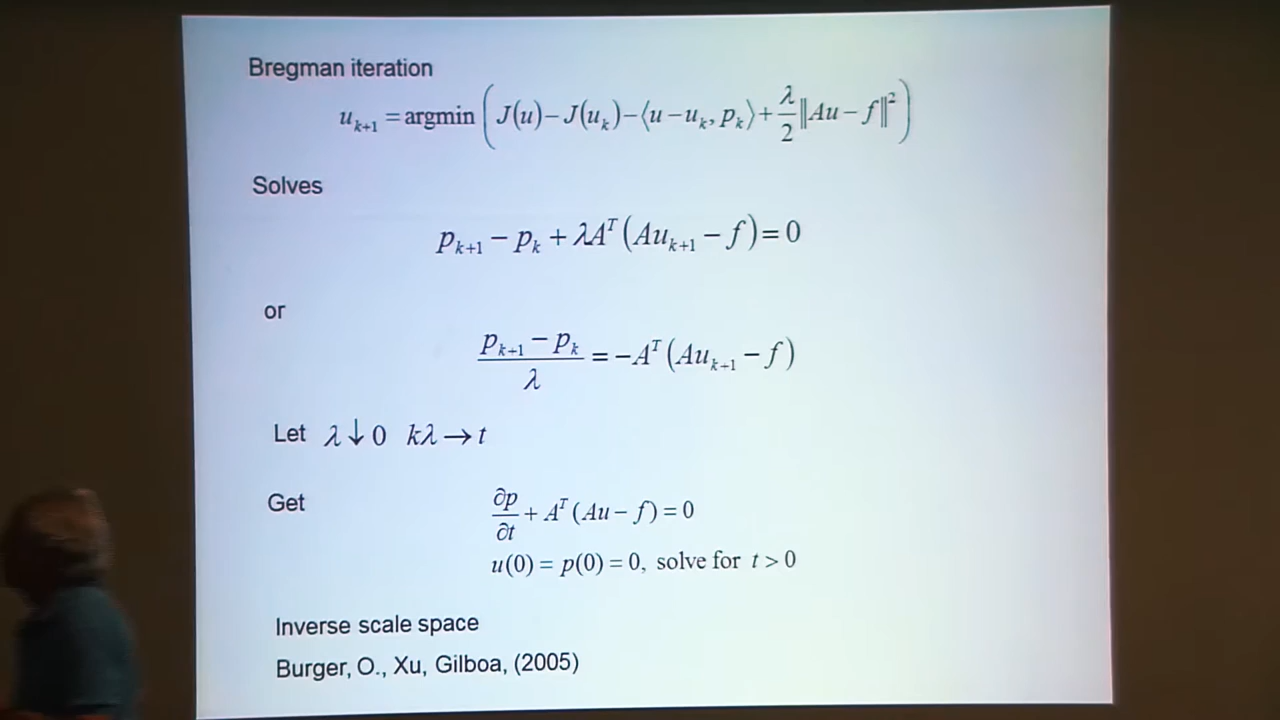 Bregman iteration
u_{k+1} = argmin ( J(u) − J(u_k) − ⟨u − u_k, p_k⟩ + λ/2 ‖Au − f‖² )
Solves
p_{k+1} − p_k + λA^T (Au_{k+1} − f) = 0
or
(p_{k+1} − p_k)/λ = −A^T (Au_{k+1} − f)
Let λ↓0 kλ → t
Get
∂p/∂t + A^T (Au − f) = 0
u(0) = p(0) = 0, solve for t > 0
Inverse scale space
Burger, O., Xu, Gilboa, (2005)